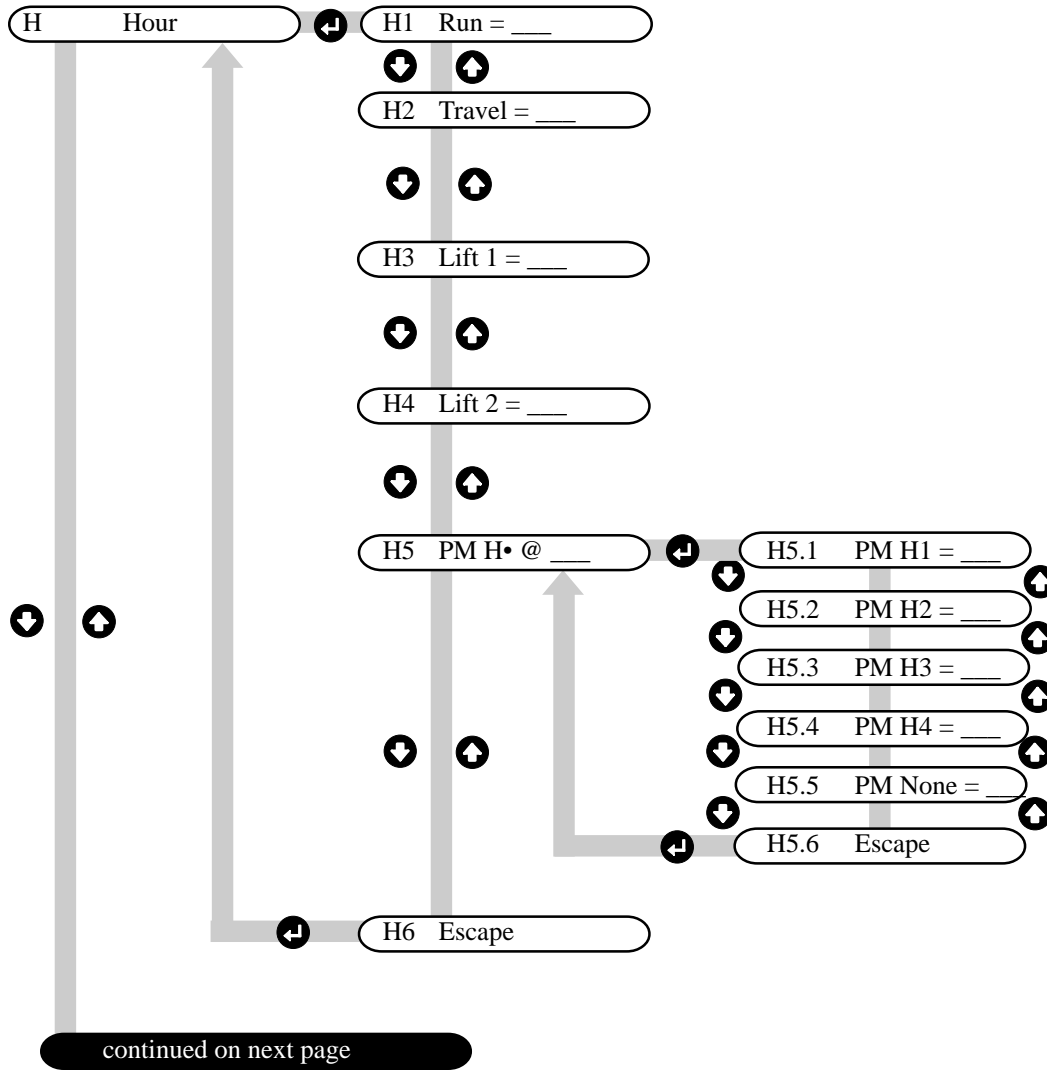 H Hour
H1 Run = ___
H2 Travel = ___
H3 Lift 1 = ___
H4 Lift 2 = ___
H5 PM H• @ ___
H5.1 PM H1 = ___
H5.2 PM H2 = ___
H5.3 PM H3 = ___
H5.4 PM H4 = ___
H5.5 PM None = ___
H5.6 Escape
H6 Escape
continued on next page